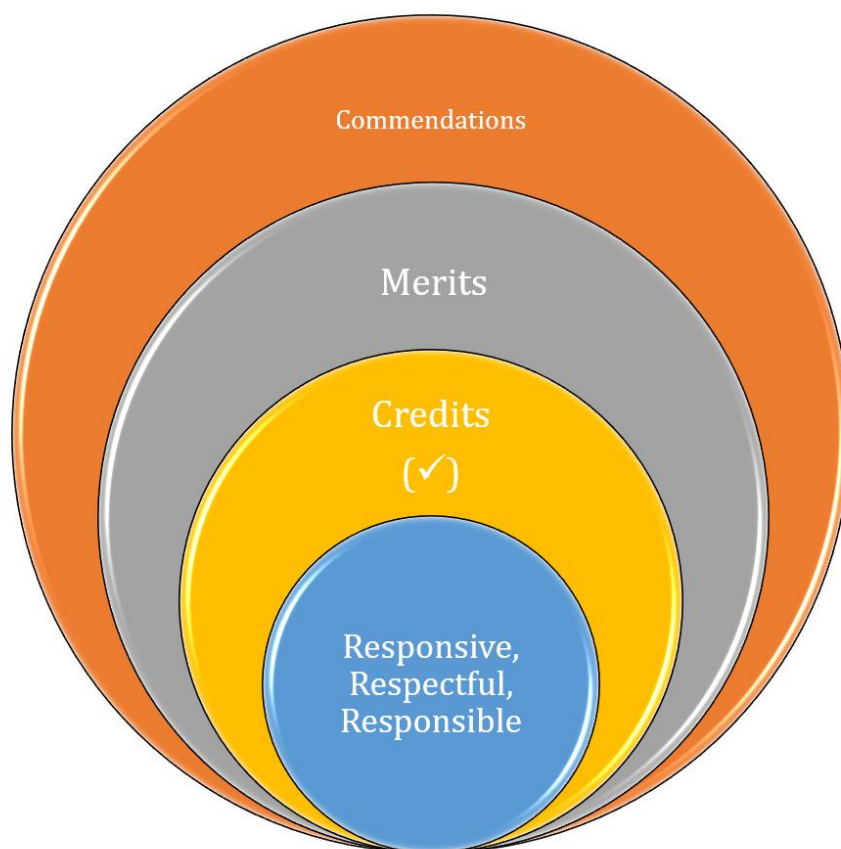 Commendations
Merits
Credits
(✓)
Responsive,
Respectful,
Responsible